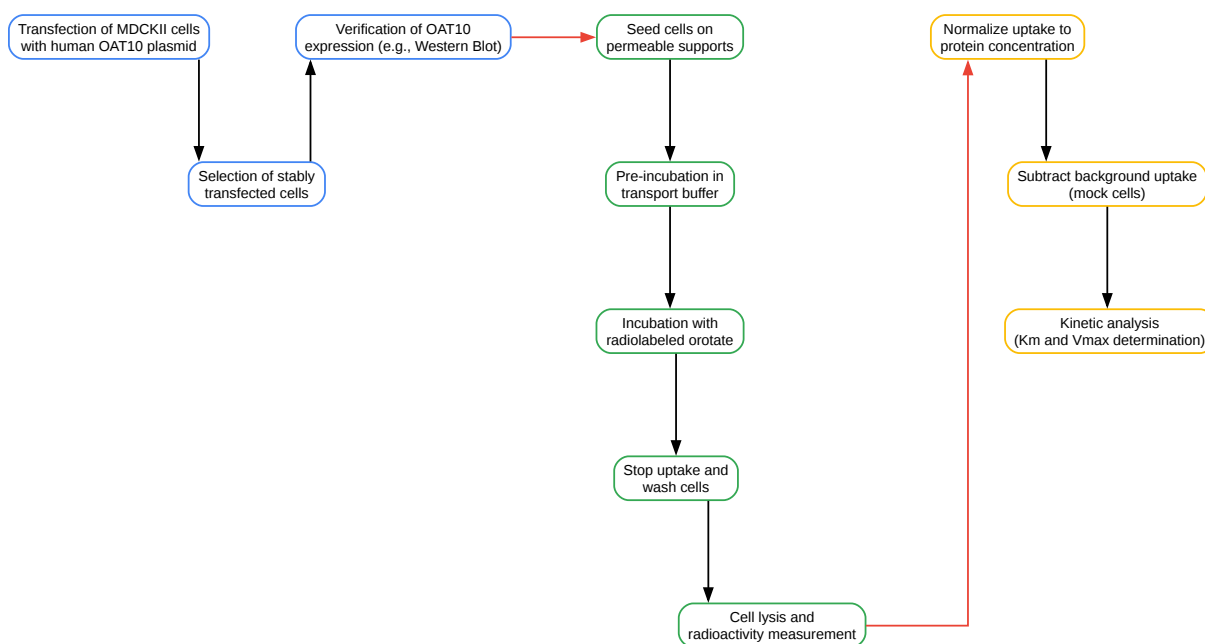 Transfection of MDCKII cells
with human OAT10 plasmid
Selection of stably
transfected cells
Verification of OAT10
expression (e.g., Western Blot)
Seed cells on
permeable supports
Pre-incubation in
transport buffer
Incubation with
radiolabeled orotate
Stop uptake and
wash cells
Cell lysis and
radioactivity measurement
Normalize uptake to
protein concentration
Subtract background uptake
(mock cells)
Kinetic analysis
(Km and Vmax determination)